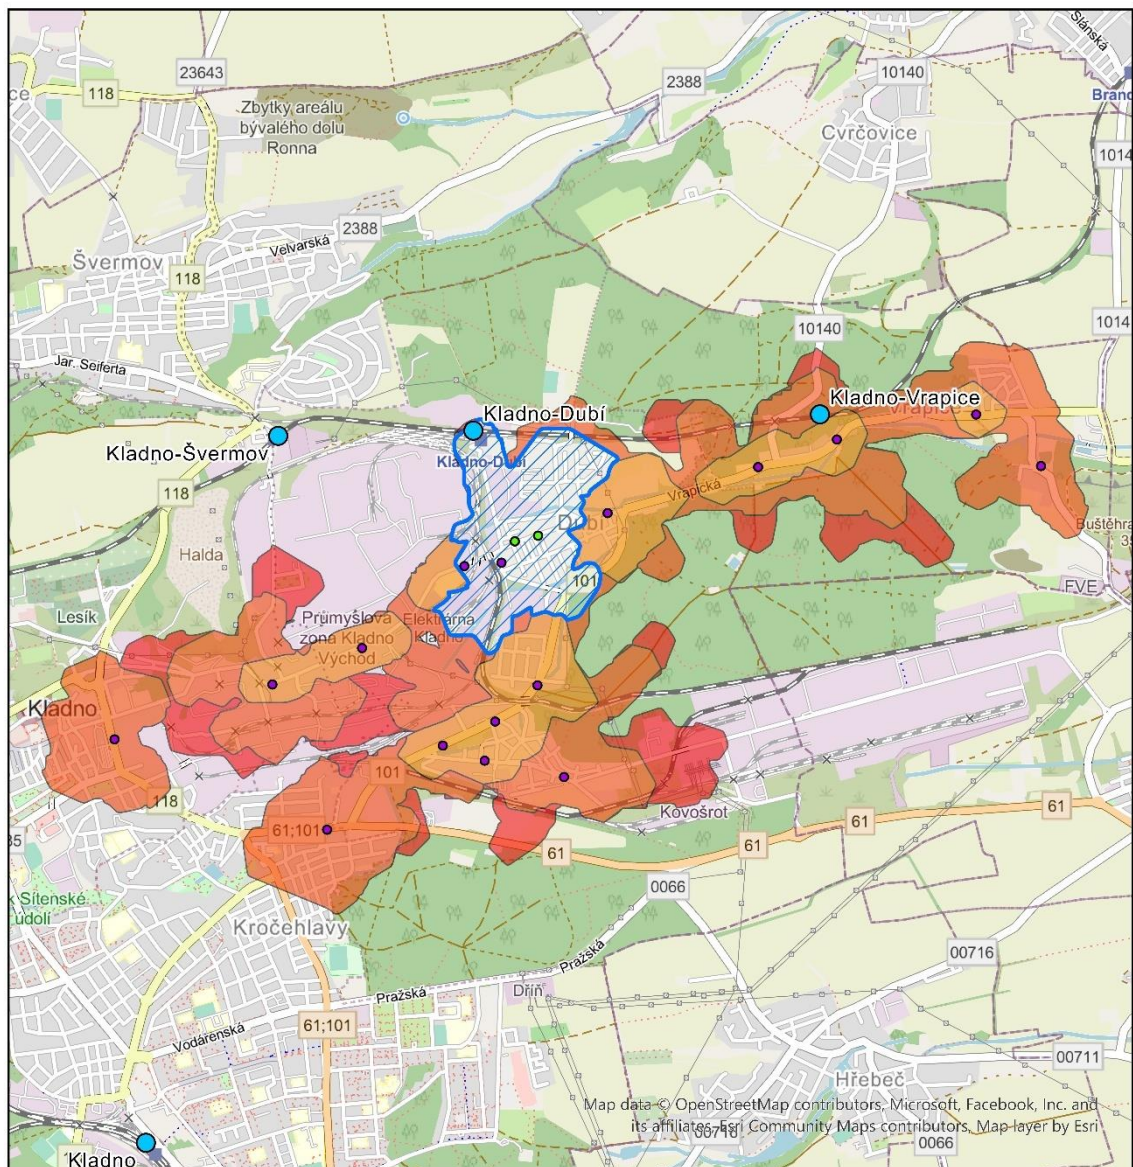 Slánská
23643
2388
10140
118
Zbytky areálu
bývalého dolu
Ronna
Cvrčovice
ce
2388
Velvarská
Švermov
118
10140
Jar. Seiferta
Kladno-Vrapice
Vrapice
Kladno-Dubí
Kladno-Švermov
Kladno-Dubí
118
Vrapická
Dubí
Halda
101
FVE
Lesík
Průmyslová
zóna Kladno
Východ
Elektrárna
Kladno
Kladno
101
118
61;101
Kovošrot
61
61
61
0066
Sítenské
údolí
Kročehlavy
Pražská
00716
Dříň
Pražská
61;101
Vodárenská
00711
Hřebeč
Map data © OpenStreetMap contributors, Microsoft, Facebook, Inc. and
its affiliates, Esri Community Maps contributors, Map layer by Esri
00718
0066
Kladno